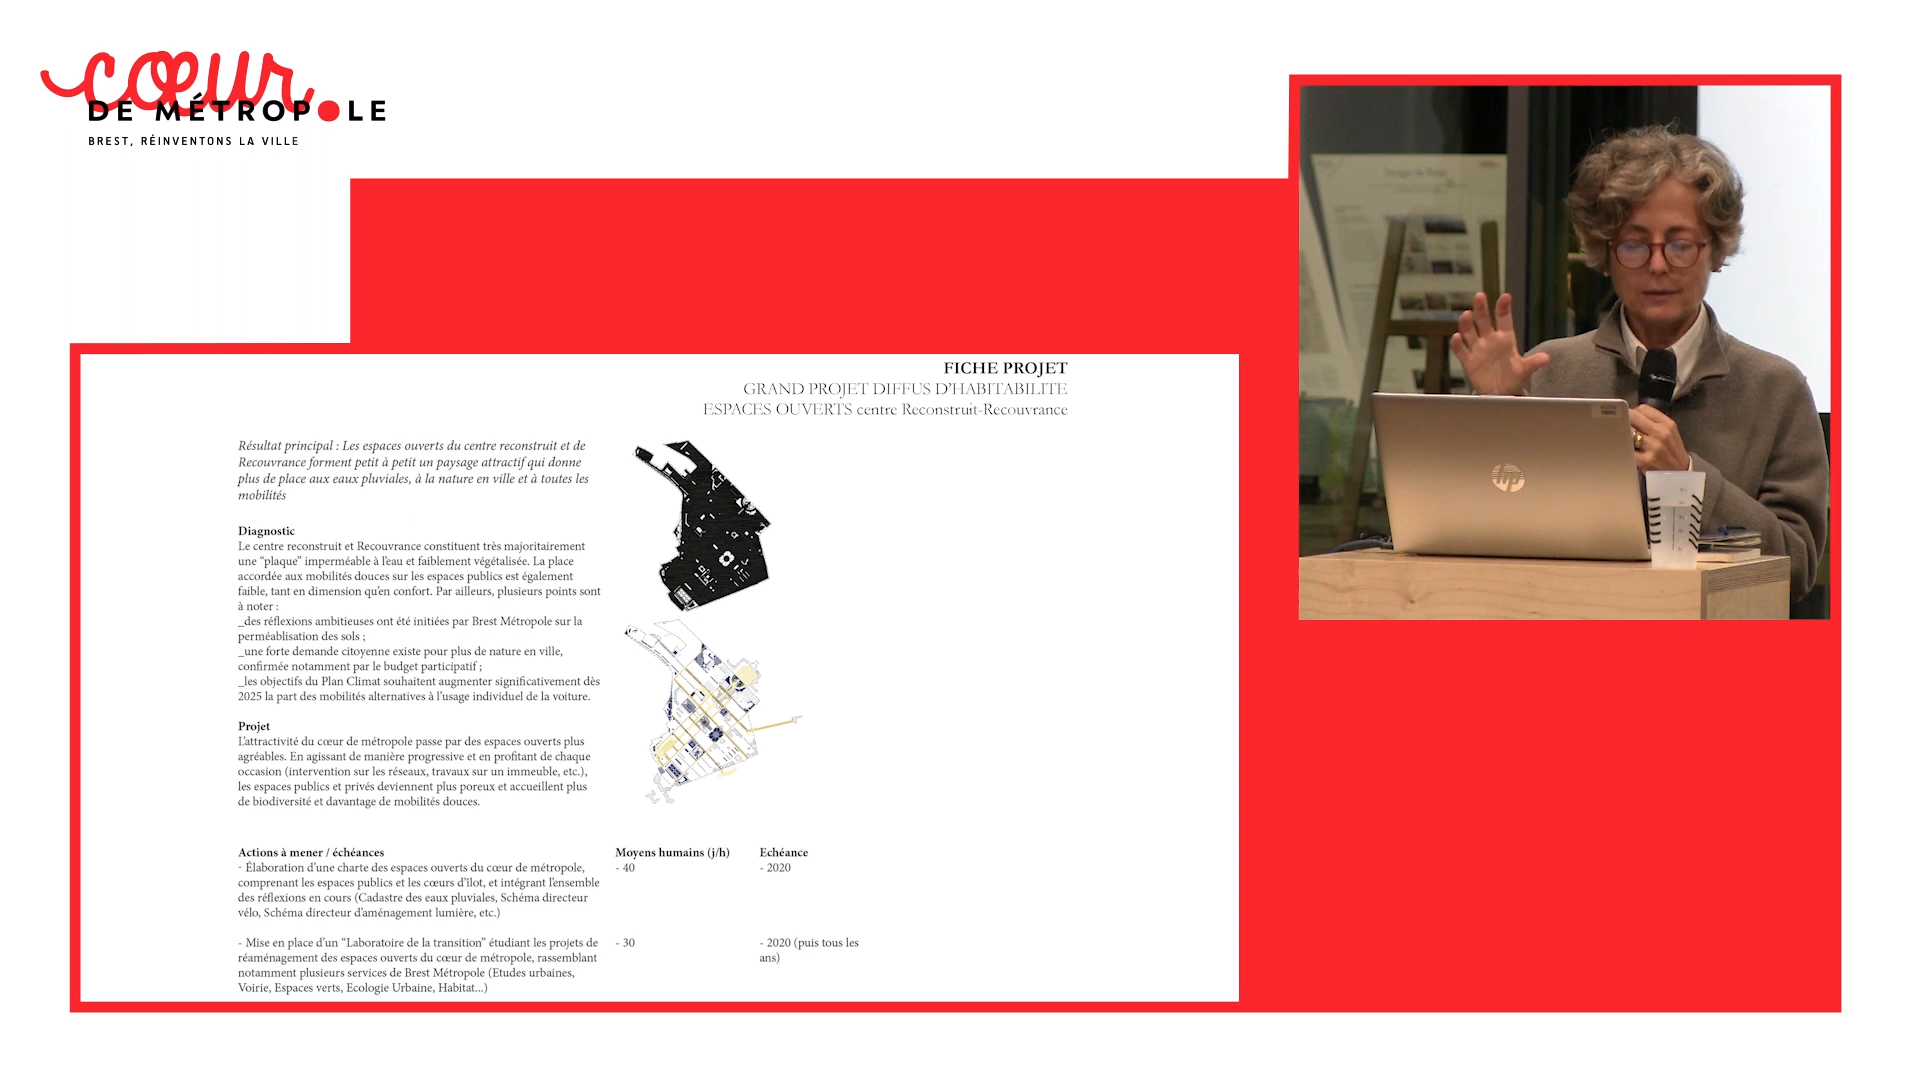 cœur
DE MÉTROPOLE
BREST, RÉINVENTONS LA VILLE
FICHE PROJET
GRAND PROJET DIFFUS D'HABITABILITE
ESPACES OUVERTS centre Reconstruit-Recouvrance
Résultat principal : Les espaces ouverts du centre reconstruit et de
Recouvrance forment petit à petit un paysage attractif qui donne
plus de place aux eaux pluviales, à la nature en ville et à toutes les
mobilités
Diagnostic
Le centre reconstruit et Recouvrance constituent très majoritairement
une “plaque” imperméable à l'eau et faiblement végétalisée. La place
accordée aux mobilités douces sur les espaces publics est également
faible, tant en dimension qu'en confort. Par ailleurs, plusieurs points sont
à noter :
_des réflexions ambitieuses ont été initiées par Brest Métropole sur la
perméablisation des sols ;
_une forte demande citoyenne existe pour plus de nature en ville,
confirmée notamment par le budget participatif ;
_les objectifs du Plan Climat souhaitent augmenter significativement dès
2025 la part des mobilités alternatives à l'usage individuel de la voiture.
Projet
L'attractivité du cœur de métropole passe par des espaces ouverts plus
agréables. En agissant de manière progressive et en profitant de chaque
occasion (intervention sur les réseaux, travaux sur un immeuble, etc.),
les espaces publics et privés deviennent plus poreux et accueillent plus
de biodiversité et davantage de mobilités douces.
Actions à mener / échéances Moyens humains (j/h) Echéance
- Élaboration d'une charte des espaces ouverts du cœur de métropole, - 40 - 2020
comprenant les espaces publics et les cœurs d'îlot, et intégrant l'ensemble
des réflexions en cours (Cadastre des eaux pluviales, Schéma directeur
vélo, Schéma directeur d'aménagement lumière, etc.)
- Mise en place d'un “Laboratoire de la transition” étudiant les projets de - 30 - 2020 (puis tous les
réaménagement des espaces ouverts du cœur de métropole, rassemblant ans)
notamment plusieurs services de Brest Métropole (Etudes urbaines,
Voirie, Espaces verts, Ecologie Urbaine, Habitat...)
hp